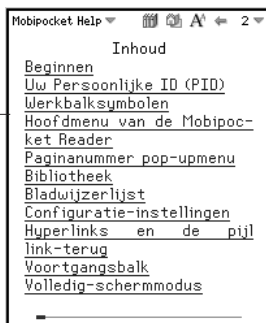 Mobipocket Help 2
Inhoud
Beginnen
Uw Persoonlijke ID (PID)
Werkbalksymbolen
Hoofdmenu van de Mobipoc-
ket Reader
Paginanummer pop-upmenu
Bibliotheek
Bladwijzerlijst
Configuratie-instellingen
Hyperlinks en de pijl
link-terug
Voortgangsbalk
Volledig-schermmodus